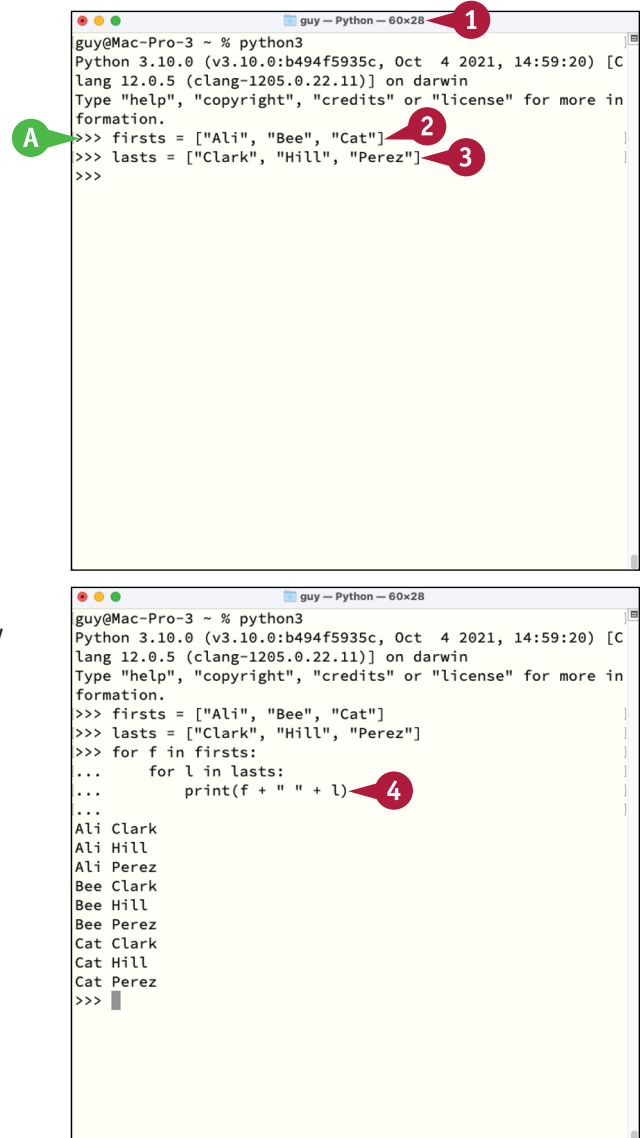 guy — Python — 60×28
1
guy@Mac-Pro-3 ~ % python3
Python 3.10.0 (v3.10.0:b494f5935c, Oct  4 2021, 14:59:20) [C
lang 12.0.5 (clang-1205.0.22.11)] on darwin
Type "help", "copyright", "credits" or "license" for more in
formation.
A
>>> firsts = ["Ali", "Bee", "Cat"]
2
>>> lasts = ["Clark", "Hill", "Perez"]
3
>>>
guy — Python — 60×28
guy@Mac-Pro-3 ~ % python3
Python 3.10.0 (v3.10.0:b494f5935c, Oct  4 2021, 14:59:20) [C
lang 12.0.5 (clang-1205.0.22.11)] on darwin
Type "help", "copyright", "credits" or "license" for more in
formation.
>>> firsts = ["Ali", "Bee", "Cat"]
>>> lasts = ["Clark", "Hill", "Perez"]
>>> for f in firsts:
...     for l in lasts:
...         print(f + " " + l)
4
...
Ali Clark
Ali Hill
Ali Perez
Bee Clark
Bee Hill
Bee Perez
Cat Clark
Cat Hill
Cat Perez
>>>